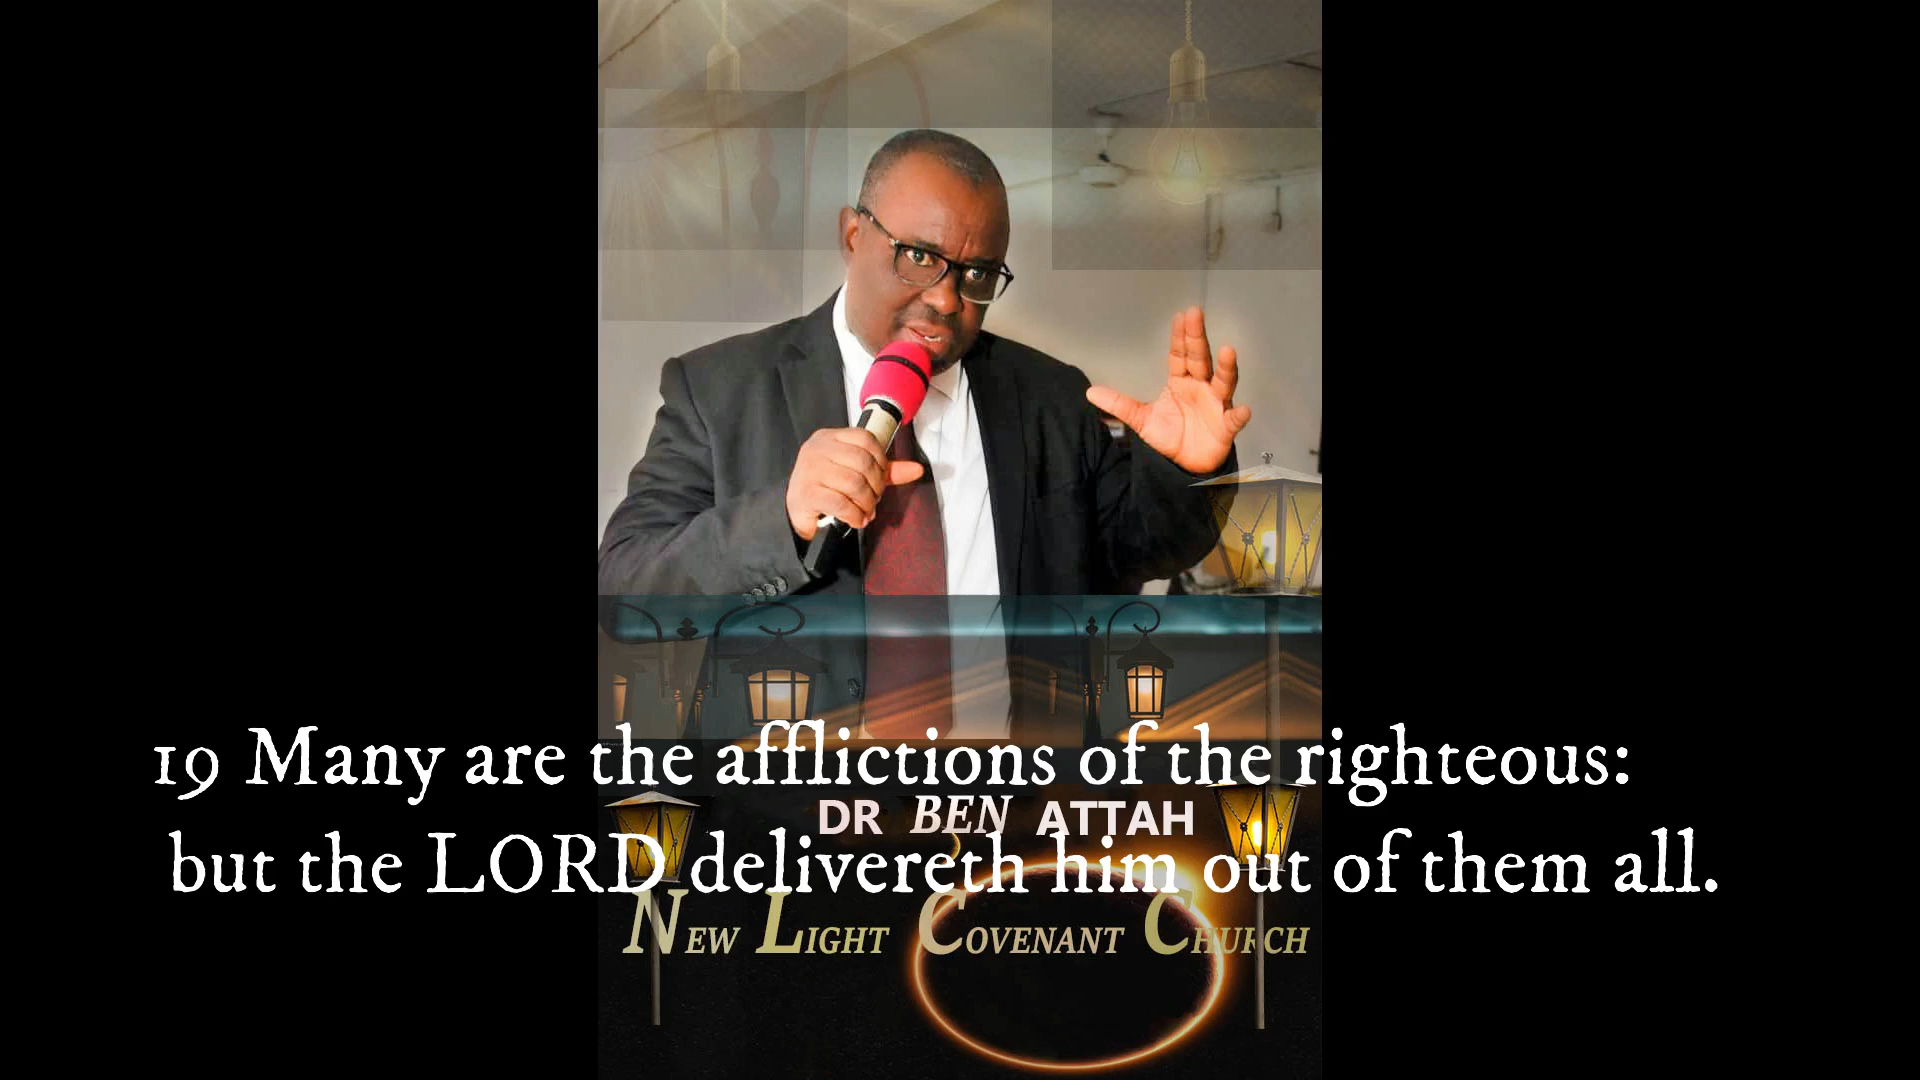 19 Many are the afflictions of the righteous:
DR BEN ATTAH
but the LORD delivereth him out of them all.
NEW LIGHT COVENANT CHURCH